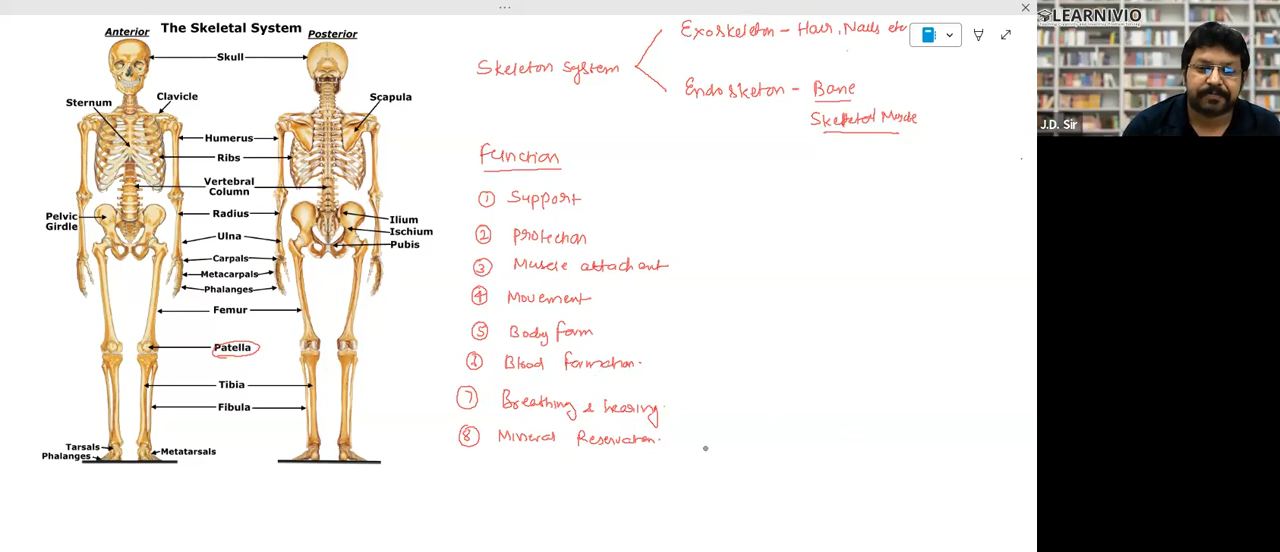 The Skeletal System
Anterior
Posterior
Skull
Sternum
Clavicle
Scapula
Humerus
Ribs
Vertebral
Column
Pelvic
Girdle
Radius
Ilium
Ischium
Pubis
Ulna
Carpals
Metacarpals
Phalanges
Femur
Patella
Tibia
Fibula
Tarsals
Phalanges
Metatarsals
Skeleton System
Exoskeleton - Hair, Nails etc
Endoskeleton - Bone
Skeletal Muscle
Function
① Support
② Protection
③ Muscle attachant
④ Movement
⑤ Body form
Blood formation.
⑦ Breathing & hearing.
⑧ Mineral Reservation.
LEARNIVIO
J.D. Sir